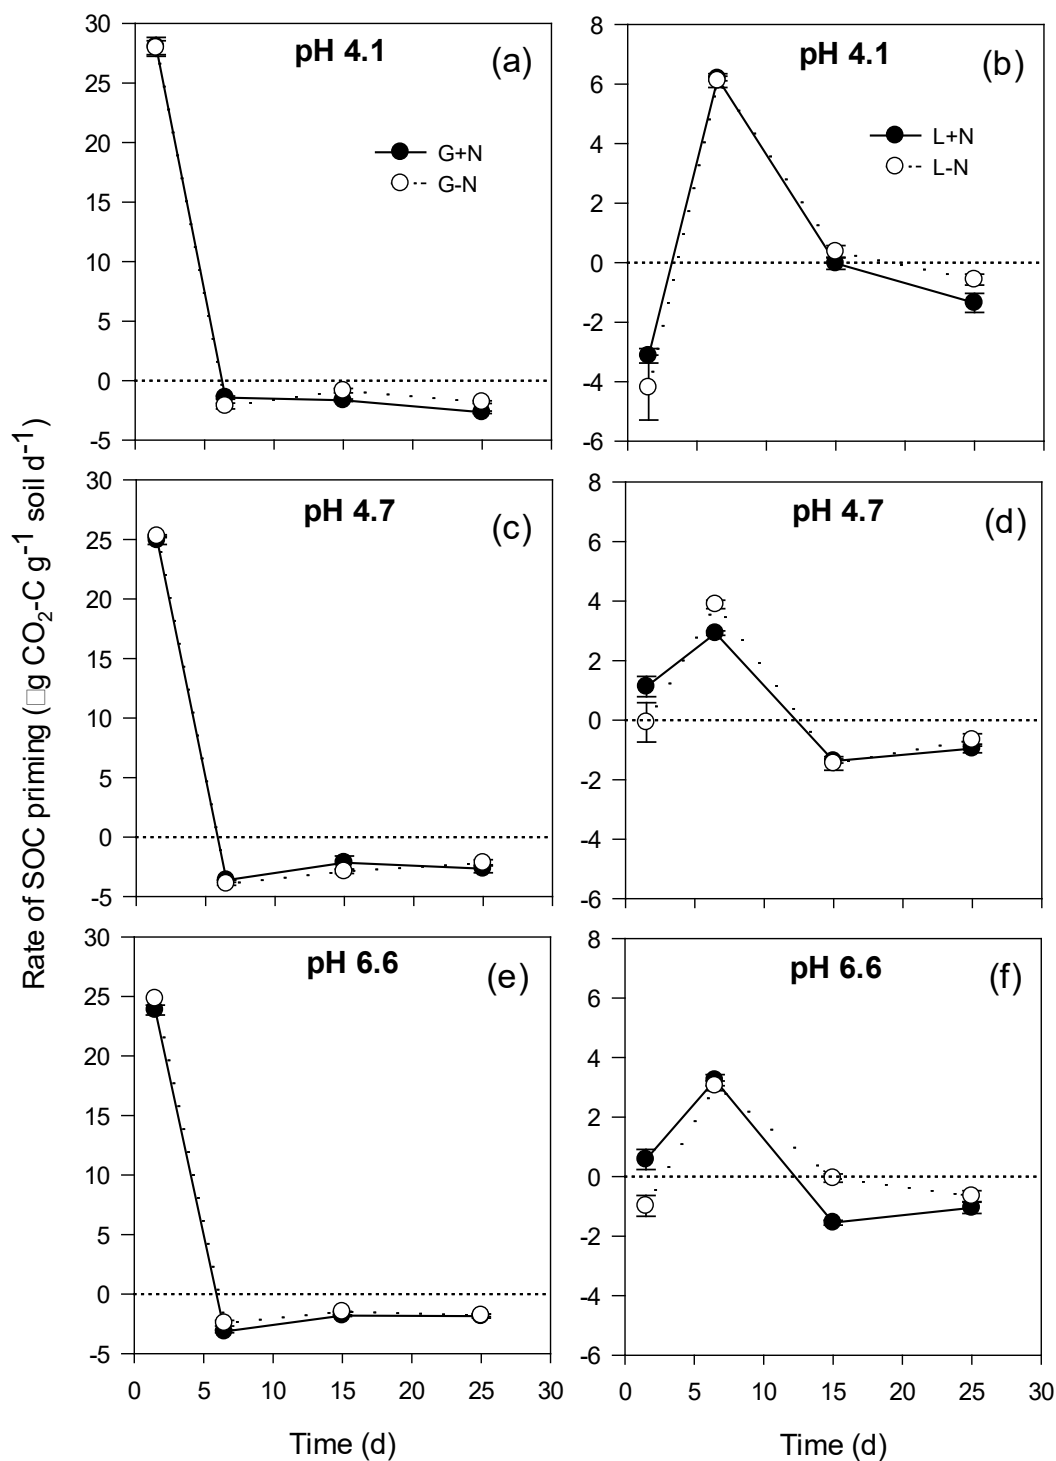 Rate of SOC priming (□g CO₂-C g⁻¹ soil d⁻¹)
pH 4.1
(a)
G+N
G-N
30
25
20
15
10
5
0
-5
pH 4.1
(b)
L+N
L-N
8
6
4
2
0
-2
-4
-6
pH 4.7
(c)
30
25
20
15
10
5
0
-5
pH 4.7
(d)
8
6
4
2
0
-2
-4
-6
pH 6.6
(e)
30
25
20
15
10
5
0
-5
0 5 10 15 20 25 30
Time (d)
pH 6.6
(f)
8
6
4
2
0
-2
-4
-6
0 5 10 15 20 25 30
Time (d)